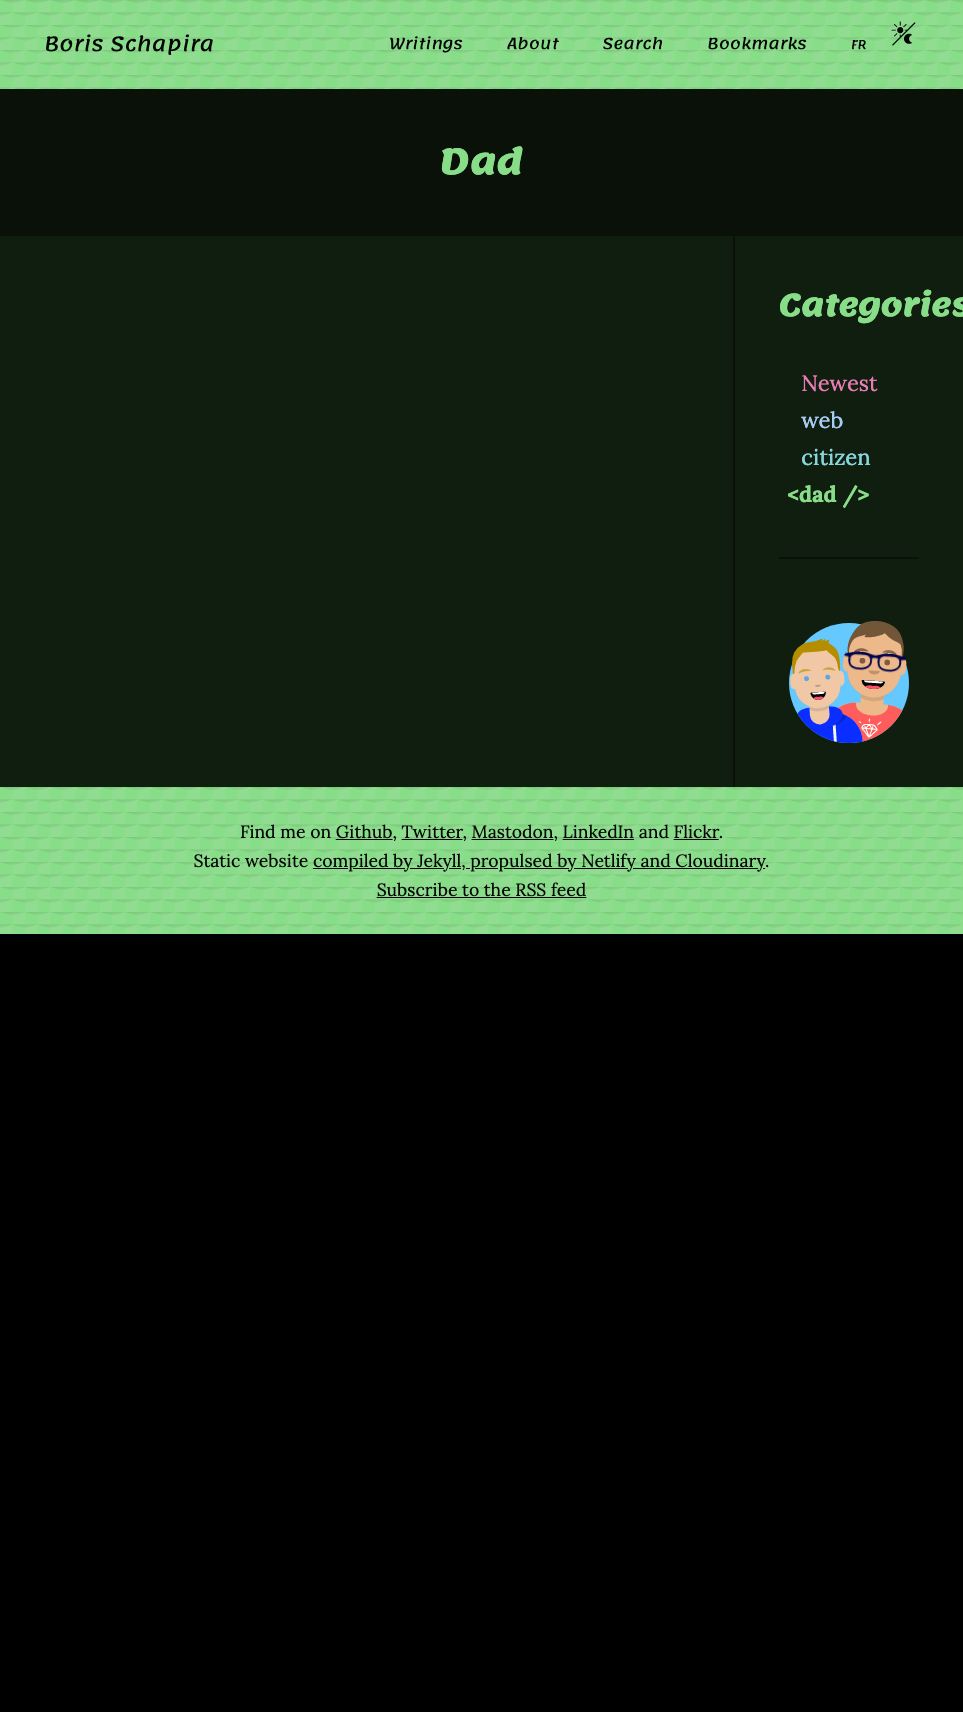 Boris Schapira
Writings About Search Bookmarks FR
Dad
Categories
Newest
web
citizen
<dad />
Find me on Github, Twitter, Mastodon, LinkedIn and Flickr.
Static website compiled by Jekyll, propulsed by Netlify and Cloudinary.
Subscribe to the RSS feed